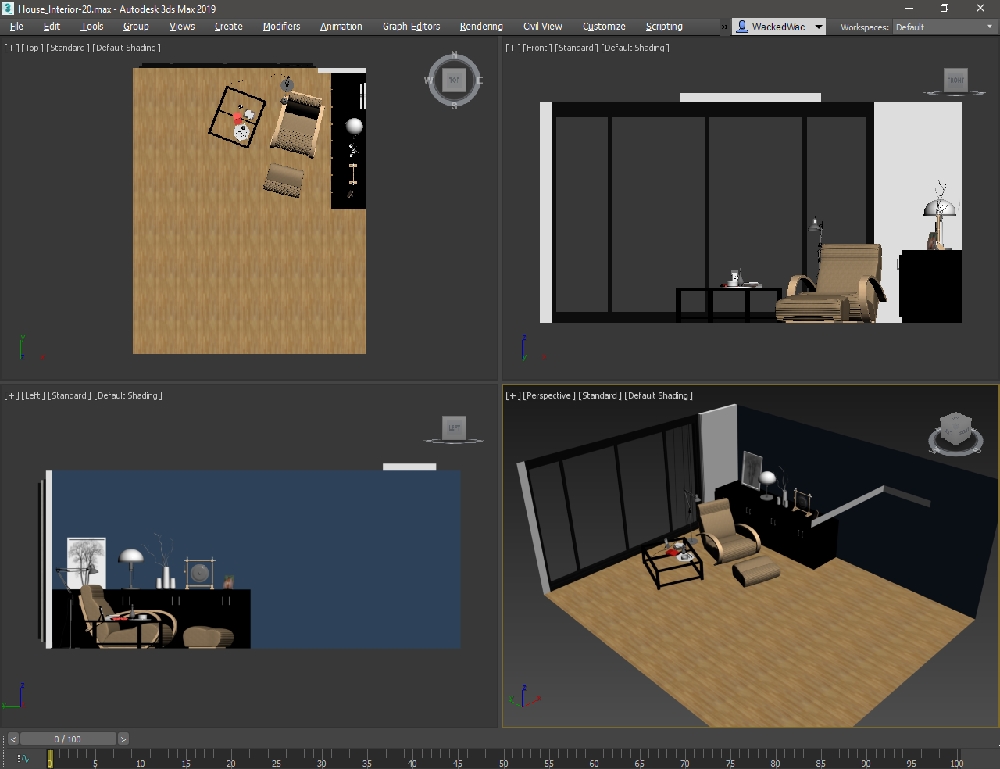 House_Interior-20.max - Autodesk 3ds Max 2019
File Edit Tools Group Views Create Modifiers Animation Graph Editors Rendering Civil View Customize Scripting » WackedWac Workspaces: Default
[+] [Top] [Standard] [Default Shading]
[+] [Front] [Standard] [Default Shading]
N
W TOP E
S
FRONT
[+] [Left] [Standard] [Default Shading]
[+] [Perspective] [Standard] [Default Shading]
LEFT
< 0 / 100 >
0 5 10 15 20 25 30 35 40 45 50 55 60 65 70 75 80 85 90 95 100